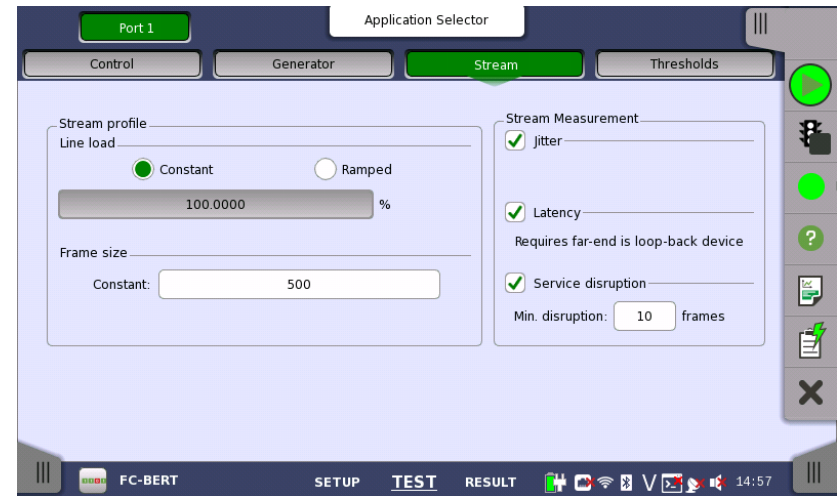 Port 1
Application Selector
Control
Generator
Stream
Thresholds
Stream profile
Line load
Constant
Ramped
100.0000
%
Frame size
Constant:
500
Stream Measurement
Jitter
Latency
Requires far-end is loop-back device
Service disruption
Min. disruption:
10
frames
?
FC-BERT
SETUP
TEST
RESULT
14:57